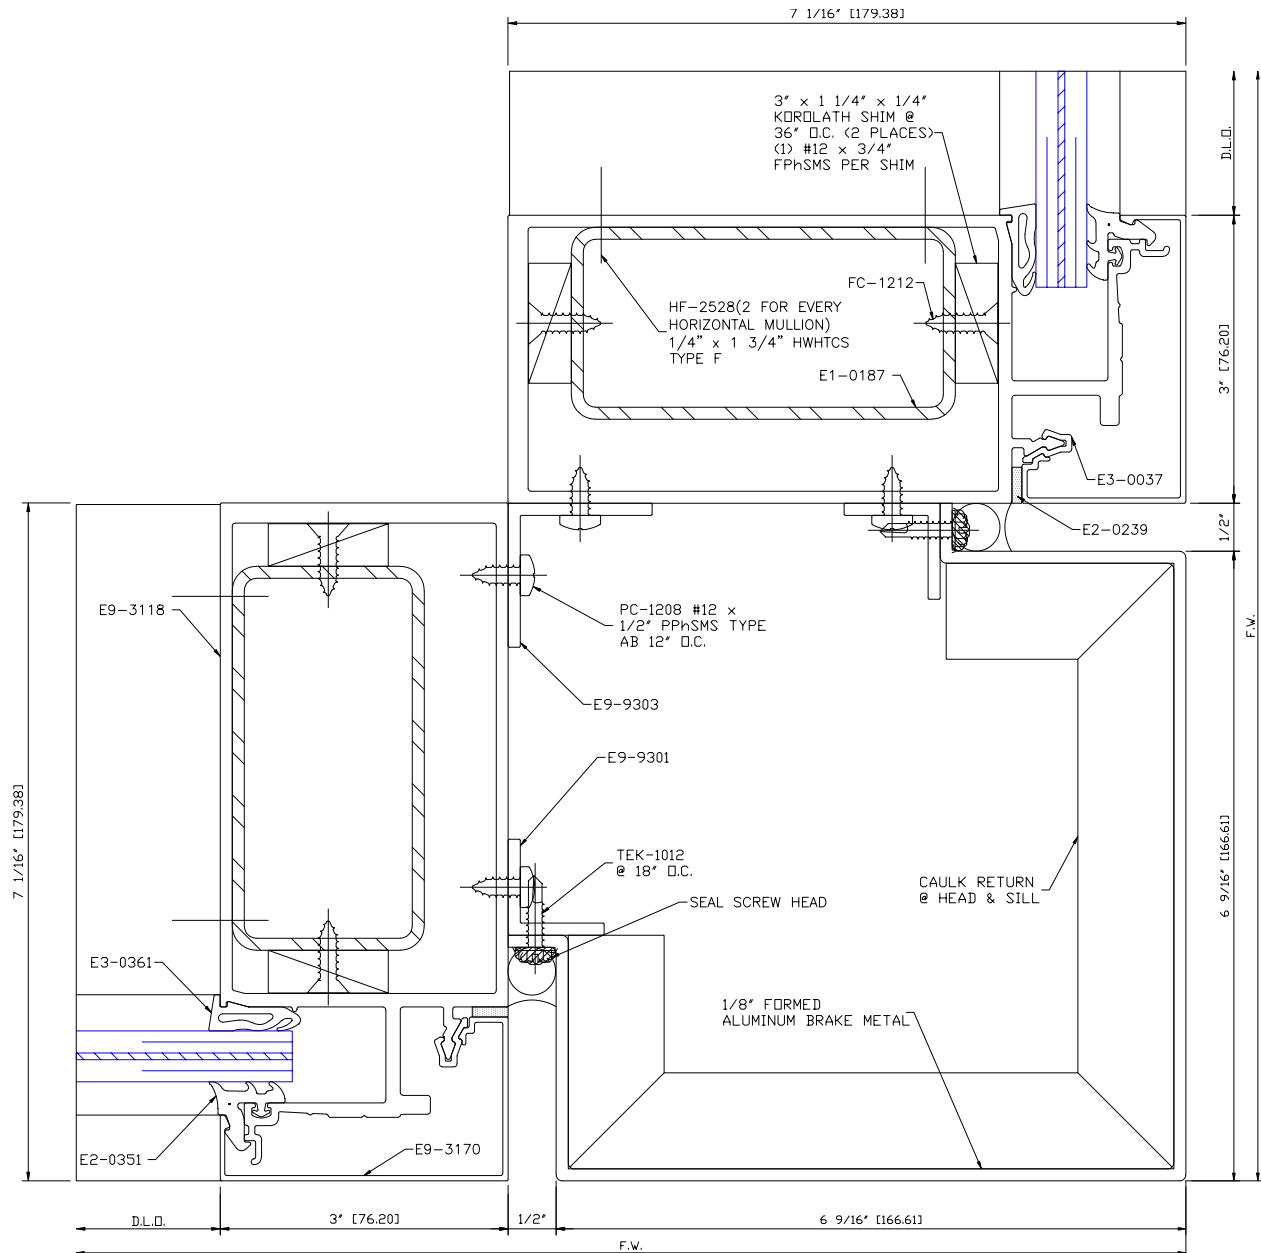 7 1/16" [179.38]
3" x 1 1/4" x 1/4"
KOROLATH SHIM @
36" O.C. (2 PLACES)
(1) #12 x 3/4"
FPhSMS PER SHIM
D.L.O.
FC-1212
HF-2528(2 FOR EVERY
HORIZONTAL MULLION)
1/4" x 1 3/4" HWHTCS
TYPE F
E1-0187
3" [76.20]
E3-0037
E2-0239
1/2"
E9-3118
PC-1208 #12 x
1/2" PPhSMS TYPE
AB 12" O.C.
F.W.
E9-9303
E9-9301
7 1/16" [179.38]
TEK-1012
@ 18" O.C.
CAULK RETURN
@ HEAD & SILL
6 9/16" [166.61]
SEAL SCREW HEAD
E3-0361
1/8" FORMED
ALUMINUM BRAKE METAL
E2-0351
E9-3170
D.L.O.
3" [76.20]
1/2"
6 9/16" [166.61]
F.W.